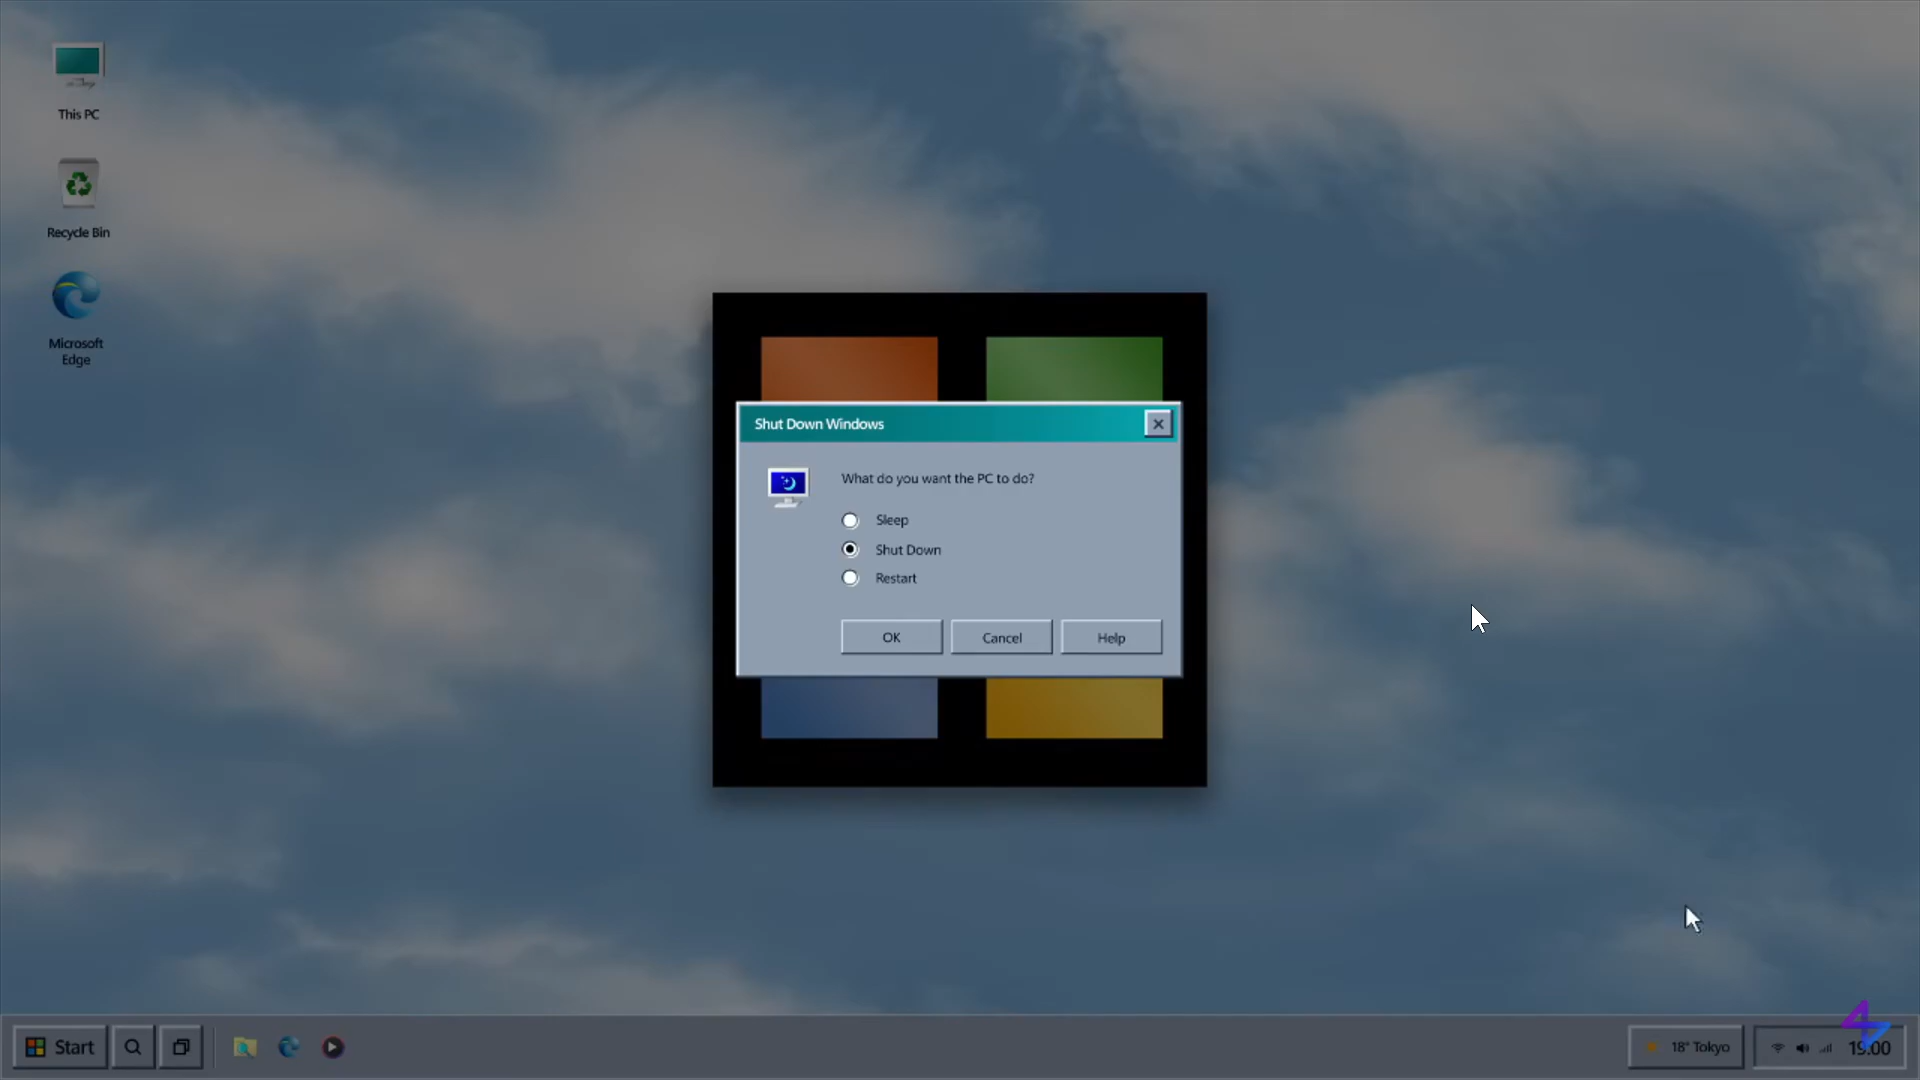 This PC
Recycle Bin
Microsoft
Edge
Shut Down Windows
What do you want the PC to do?
Sleep
Shut Down
Restart
OK
Cancel
Help
Start
18° Tokyo
19:00